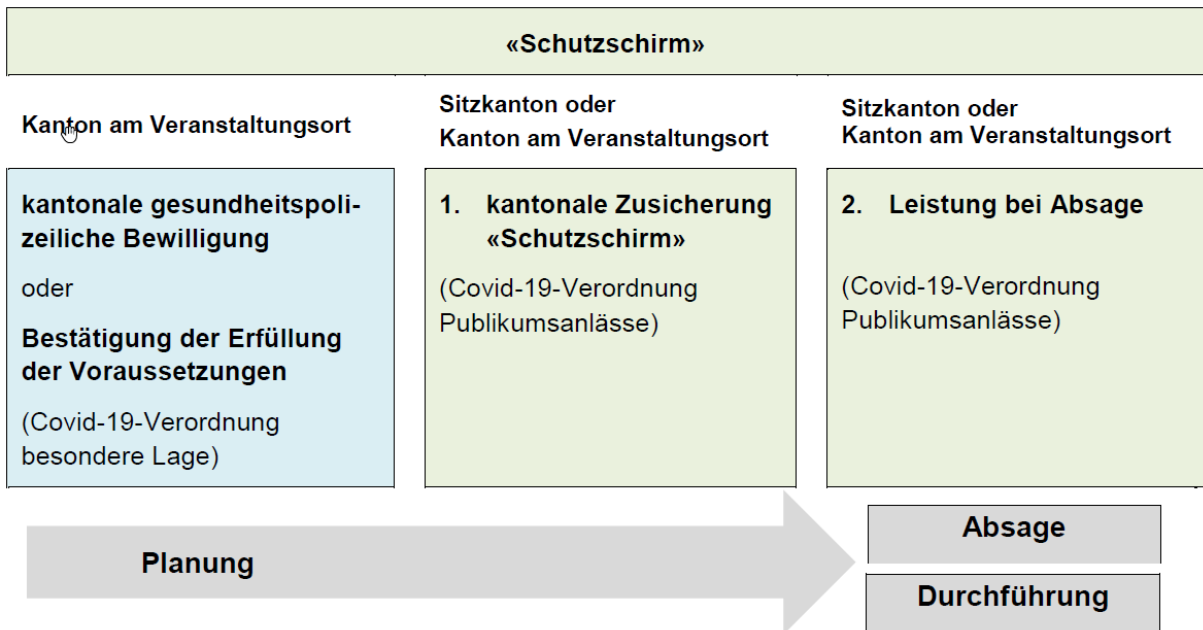 «Schutzschirm»
Kanton am Veranstaltungsort
kantonale gesundheitspoli-
zeiliche Bewilligung
oder
Bestätigung der Erfüllung
der Voraussetzungen
(Covid-19-Verordnung
besondere Lage)
Sitzkanton oder
Kanton am Veranstaltungsort
1. kantonale Zusicherung
«Schutzschirm»
(Covid-19-Verordnung
Publikumsanlässe)
Sitzkanton oder
Kanton am Veranstaltungsort
2. Leistung bei Absage
(Covid-19-Verordnung
Publikumsanlässe)
Planung
Absage
Durchführung